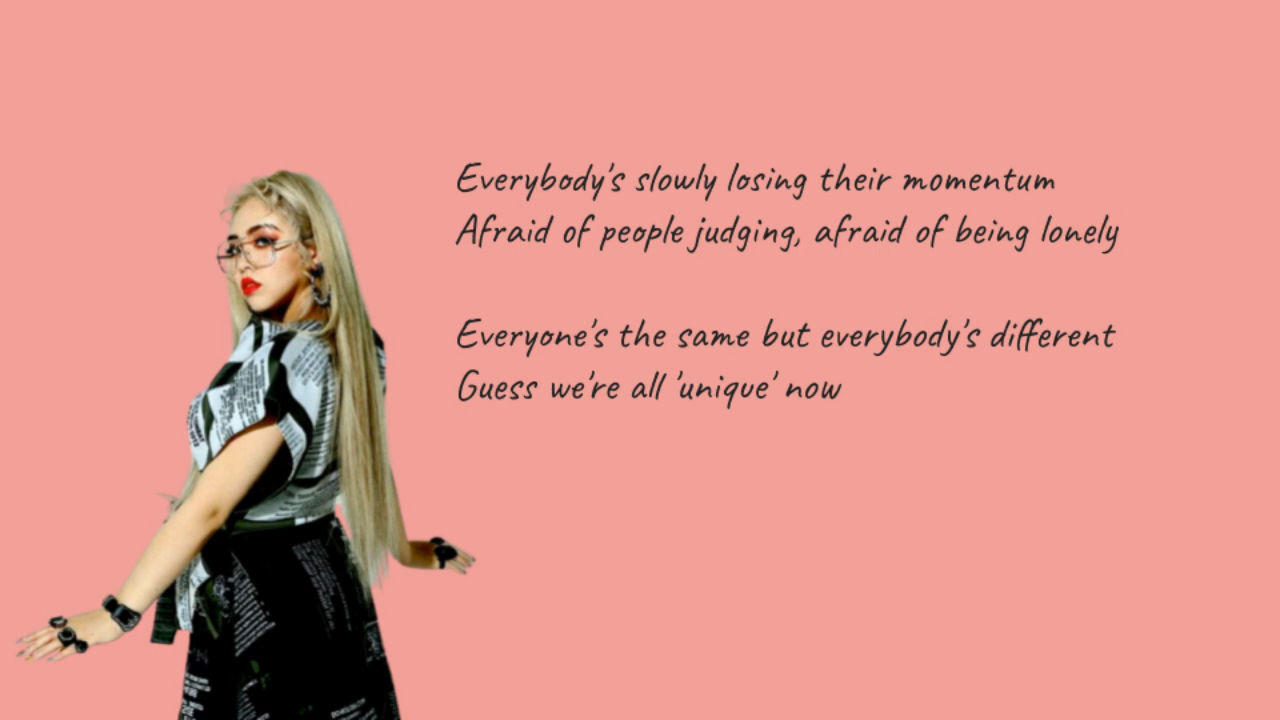 Everybody's slowly losing their momentum
Afraid of people judging, afraid of being lonely
Everyone's the same but everybody's different
Guess we're all 'unique' now